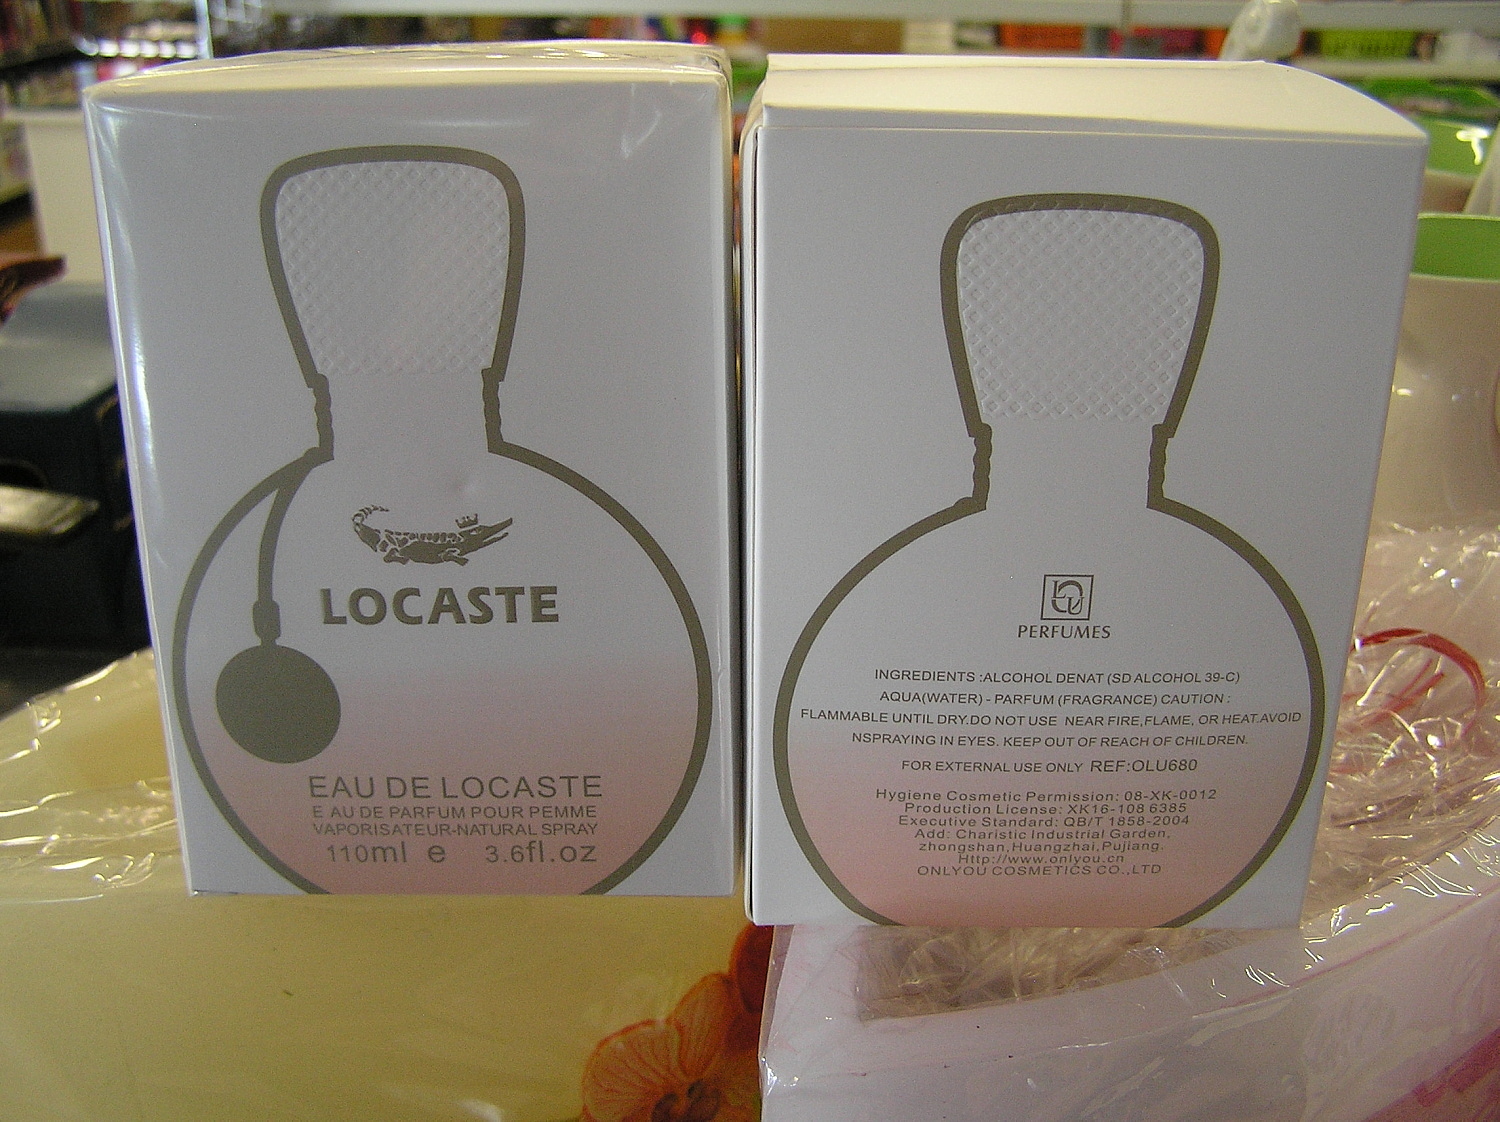 LOCASTE
EAU DE LOCASTE
E AU DE PARFUM POUR PEMME
VAPORISATEUR-NATURAL SPRAY
110ml e 3.6fl.oz
LOU
PERFUMES
INGREDIENTS :ALCOHOL DENAT (SD ALCOHOL 39-C)
AQUA(WATER) - PARFUM (FRAGRANCE) CAUTION :
FLAMMABLE UNTIL DRY.DO NOT USE NEAR FIRE,FLAME, OR HEAT.AVOID
NSPRAYING IN EYES. KEEP OUT OF REACH OF CHILDREN.
FOR EXTERNAL USE ONLY REF:OLU680
Hygiene Cosmetic Permission: 08-XK-0012
Production License: XK16-108 6385
Executive Standard: QB/T 1858-2004
Add: Charistic Industrial Garden,
zhongshan,Huangzhai,Pujiang.
Http://www.onlyou.cn
ONLYOU COSMETICS CO.,LTD